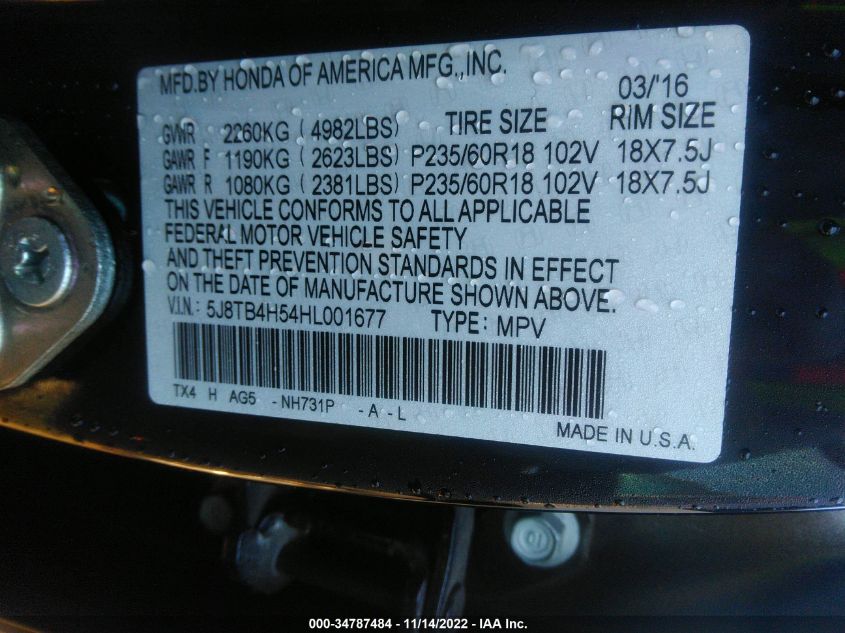 MFD.BY HONDA OF AMERICA MFG.,INC.
03/'16
GVWR 2260KG ( 4982LBS) TIRE SIZE RIM SIZE
GAWR F 1190KG ( 2623LBS) P235/60R18 102V 18X7.5J
GAWR R 1080KG ( 2381LBS) P235/60R18 102V 18X7.5J
THIS VEHICLE CONFORMS TO ALL APPLICABLE
FEDERAL MOTOR VEHICLE SAFETY
AND THEFT PREVENTION STANDARDS IN EFFECT
ON THE DATE OF MANUFACTURE SHOWN ABOVE.
V.I.N.: 5J8TB4H54HL001677 TYPE: MPV
TX4 H AG5 -NH731P -A -L
MADE IN U.S.A.
000-34787484 - 11/14/2022 - IAA Inc.